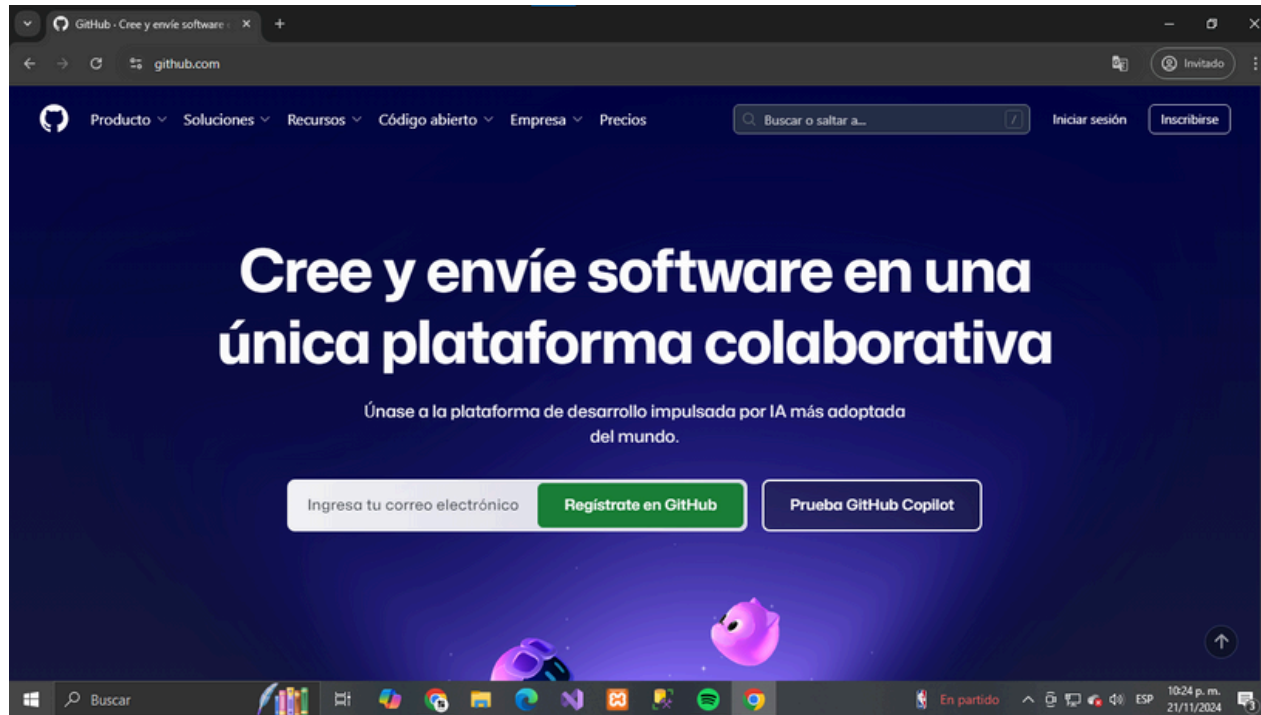 GitHub · Cree y envíe software
github.com
Invitado
Producto Soluciones Recursos Código abierto Empresa Precios Buscar o saltar a... / Iniciar sesión Inscribirse
Cree y envíe software en una
única plataforma colaborativa
Únase a la plataforma de desarrollo impulsada por IA más adoptada
del mundo.
Ingresa tu correo electrónico Regístrate en GitHub Prueba GitHub Copilot
Buscar En partido ESP 10:24 p. m.
21/11/2024
3